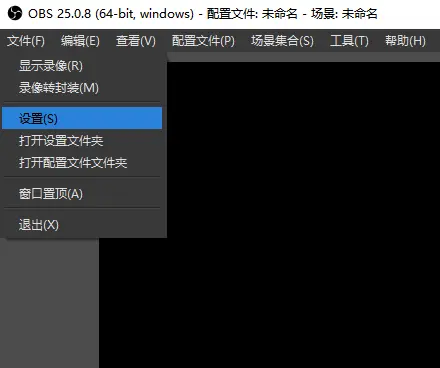 OBS 25.0.8 (64-bit, windows) - 配置文件: 未命名 - 场景: 未命名
文件(F) 编辑(E) 查看(V) 配置文件(P) 场景集合(S) 工具(T) 帮助(H)
显示录像(R)
录像转封装(M)
设置(S)
打开设置文件夹
打开配置文件文件夹
窗口置顶(A)
退出(X)